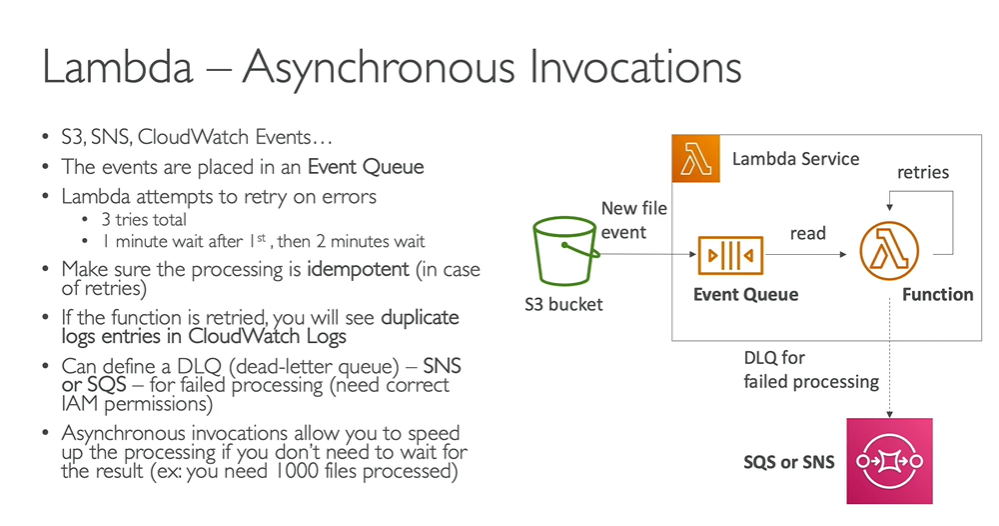 Lambda – Asynchronous Invocations
• S3, SNS, CloudWatch Events…
• The events are placed in an Event Queue
• Lambda attempts to retry on errors
• 3 tries total
• 1 minute wait after 1st , then 2 minutes wait
• Make sure the processing is idempotent (in case
of retries)
• If the function is retried, you will see duplicate
logs entries in CloudWatch Logs
• Can define a DLQ (dead-letter queue) – SNS
or SQS – for failed processing (need correct
IAM permissions)
• Asynchronous invocations allow you to speed
up the processing if you don't need to wait for
the result (ex: you need 1000 files processed)
Lambda Service
retries
New file
event
read
S3 bucket
Event Queue
Function
DLQ for
failed processing
SQS or SNS